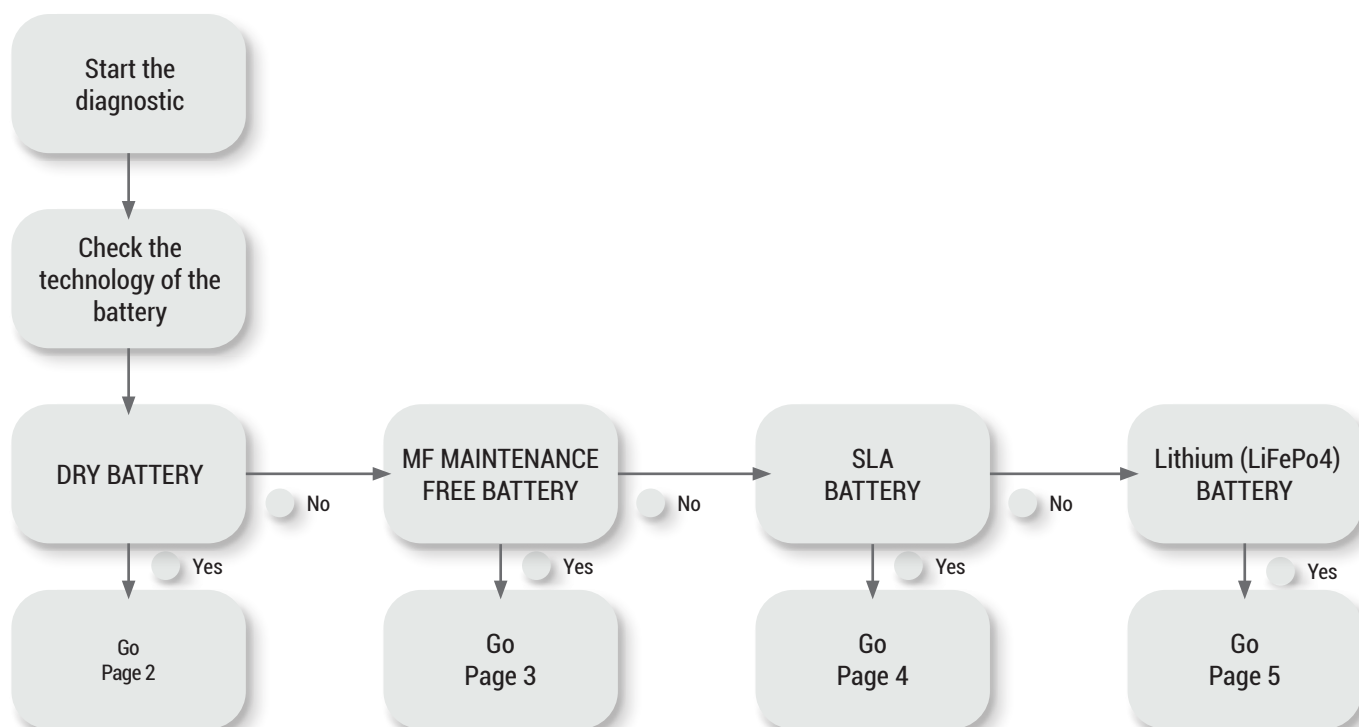 Start the
diagnostic
Check the
technology of the
battery
DRY BATTERY
No
MF MAINTENANCE
FREE BATTERY
No
SLA
BATTERY
No
Lithium (LiFePo4)
BATTERY
Yes
Yes
Yes
Yes
Go
Page 2
Go
Page 3
Go
Page 4
Go
Page 5